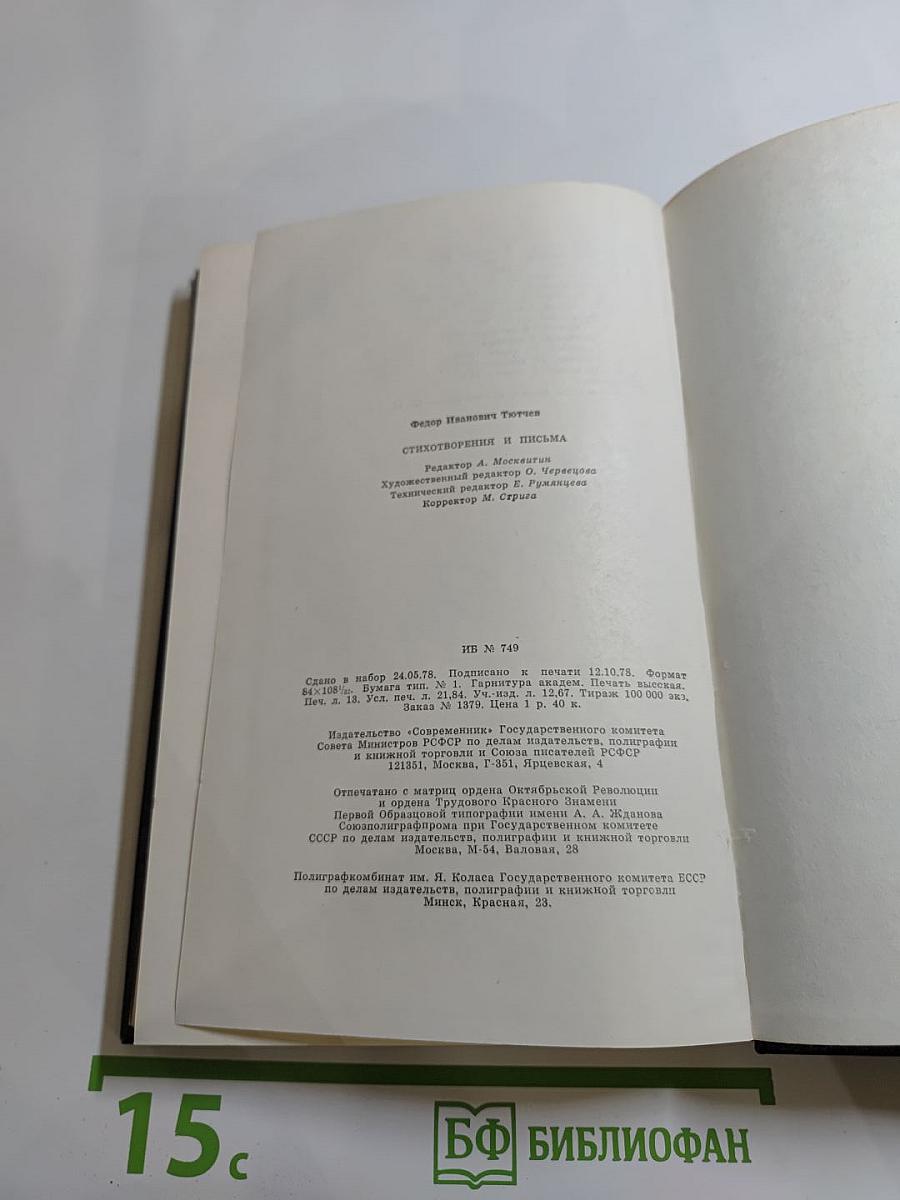 Федор Иванович Тютчев
СТИХОТВОРЕНИЯ И ПИСЬМА
Редактор А. Москвитин
Художественный редактор О. Червецова
Технический редактор Е. Румянцева
Корректор М. Стрига
ИБ № 749
Сдано в набор 24.05.78. Подписано к печати 12.10.78. Формат
84×108 1/32. Бумага тип. № 1. Гарнитура академ. Печать высская.
Печ. л. 13. Усл. печ. л. 21,84. Уч.-изд. л. 12,67. Тираж 100 000 экз.
Заказ № 1379. Цена 1 р. 40 к.
Издательство «Современник» Государственного комитета
Совета Министров РСФСР по делам издательств, полиграфии
и книжной торговли и Союза писателей РСФСР
121351, Москва, Г-351, Ярцевская, 4
Отпечатано с матриц ордена Октябрьской Революции
и ордена Трудового Красного Знамени
Первой Образцовой типографии имени А. А. Жданова
Союзполиграфпрома при Государственном комитете
СССР по делам издательств, полиграфии и книжной торговли
Москва, М-54, Валовая, 28
Полиграфкомбинат им. Я. Коласа Государственного комитета БССР
по делам издательств, полиграфии и книжной торговли
Минск, Красная, 23.
15 с
БФ БИБЛИОФАН